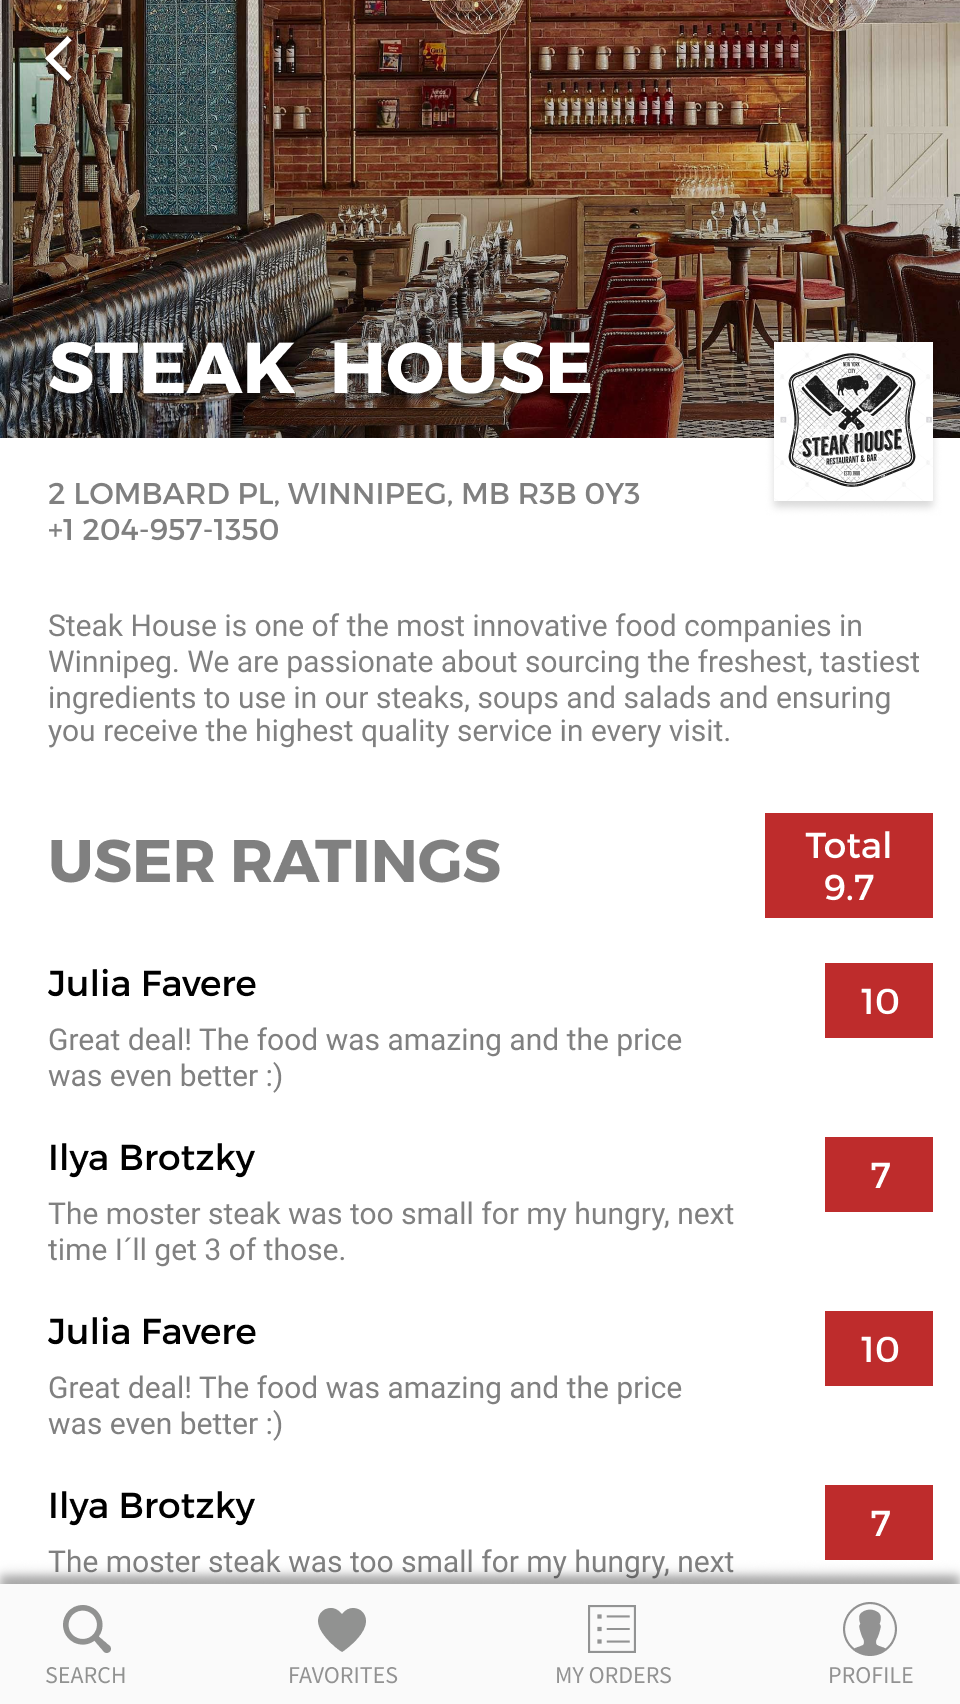 STEAK HOUSE
NEW YORK
CITY
STEAK HOUSE
RESTAURANT & BAR
2 LOMBARD PL, WINNIPEG, MB R3B 0Y3
+1 204-957-1350
Steak House is one of the most innovative food companies in
Winnipeg. We are passionate about sourcing the freshest, tastiest
ingredients to use in our steaks, soups and salads and ensuring
you receive the highest quality service in every visit.
USER RATINGS
Total
9.7
Julia Favere
10
Great deal! The food was amazing and the price
was even better :)
Ilya Brotzky
7
The moster steak was too small for my hungry, next
time I´ll get 3 of those.
Julia Favere
10
Great deal! The food was amazing and the price
was even better :)
Ilya Brotzky
7
The moster steak was too small for my hungry, next
SEARCH
FAVORITES
MY ORDERS
PROFILE